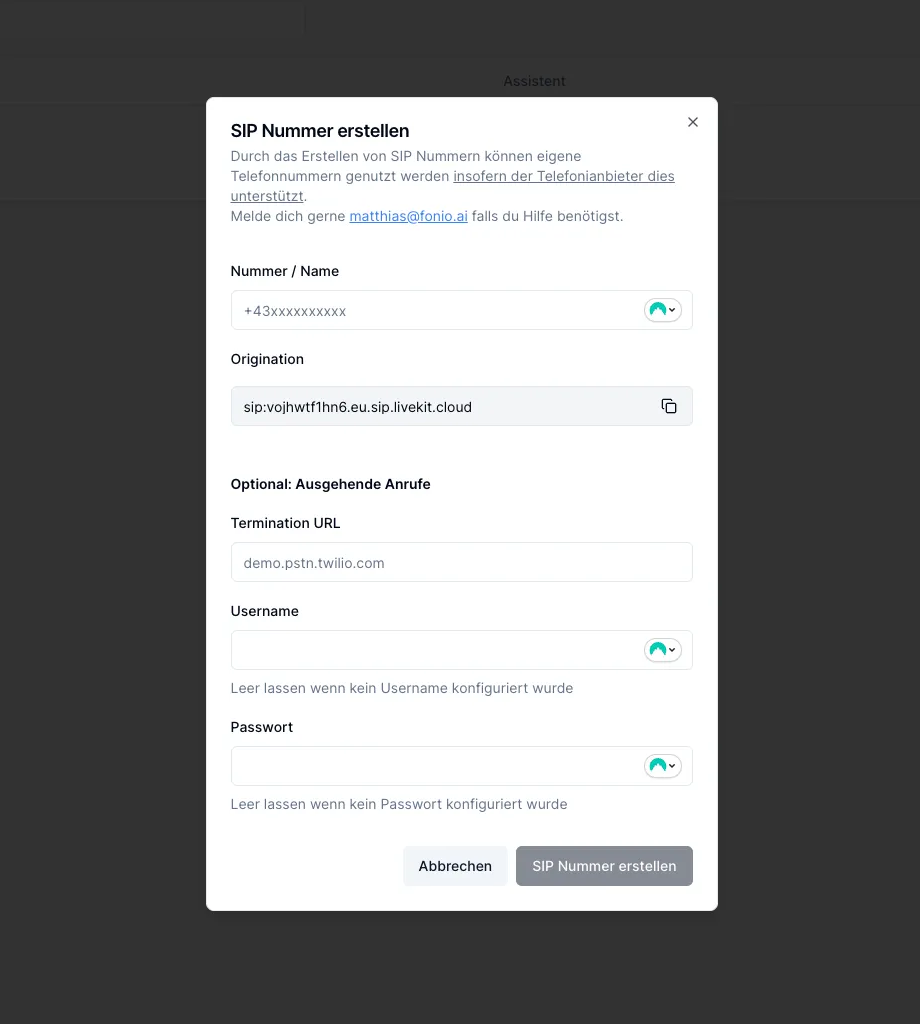 Assistent
SIP Nummer erstellen
Durch das Erstellen von SIP Nummern können eigene
Telefonnummern genutzt werden insofern der Telefonianbieter dies
unterstützt.
Melde dich gerne matthias@fonio.ai falls du Hilfe benötigst.
Nummer / Name
+43xxxxxxxxxx
Origination
sip:vojhwtf1hn6.eu.sip.livekit.cloud
Optional: Ausgehende Anrufe
Termination URL
demo.pstn.twilio.com
Username
Leer lassen wenn kein Username konfiguriert wurde
Passwort
Leer lassen wenn kein Passwort konfiguriert wurde
Abbrechen
SIP Nummer erstellen